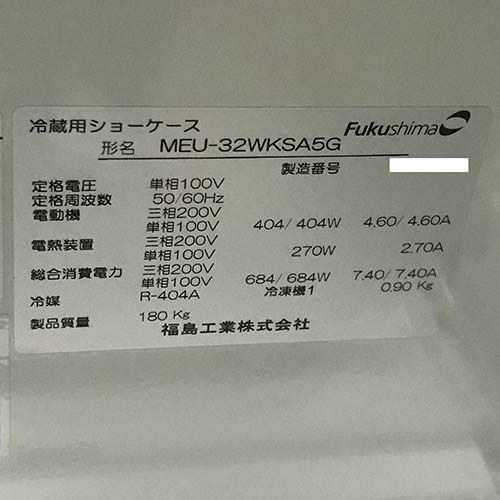 冷蔵用ショーケース Fukushima
形名 MEU-32WKSA5G
製造番号
定格電圧 単相100V
定格周波数 50/60Hz
電動機 三相200V
単相100V 404/ 404W 4.60/ 4.60A
電熱装置 三相200V
単相100V 270W 2.70A
総合消費電力 三相200V
単相100V 684/ 684W 7.40/ 7.40A
冷媒 R-404A 冷凍機1 0.90 Kg
製品質量 180 Kg
福島工業株式会社